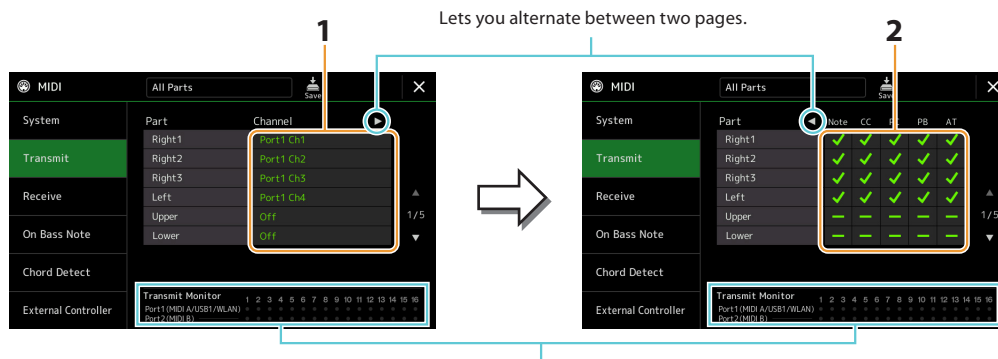 Lets you alternate between two pages.
1
2
MIDI
All Parts
Save
System
Transmit
Receive
On Bass Note
Chord Detect
External Controller
Part Channel
Right1 Port1 Ch1
Right2 Port1 Ch2
Right3 Port1 Ch3
Left Port1 Ch4
Upper Off
Lower Off
1/5
Transmit Monitor 1 2 3 4 5 6 7 8 9 10 11 12 13 14 15 16
Port1(MIDI A/USB1/WLAN)
Port2(MIDI B)
MIDI
All Parts
Save
System
Transmit
Receive
On Bass Note
Chord Detect
External Controller
Part Note CC PC PB AT
Right1
Right2
Right3
Left
Upper
Lower
1/5
Transmit Monitor 1 2 3 4 5 6 7 8 9 10 11 12 13 14 15 16
Port1(MIDI A/USB1/WLAN)
Port2(MIDI B)